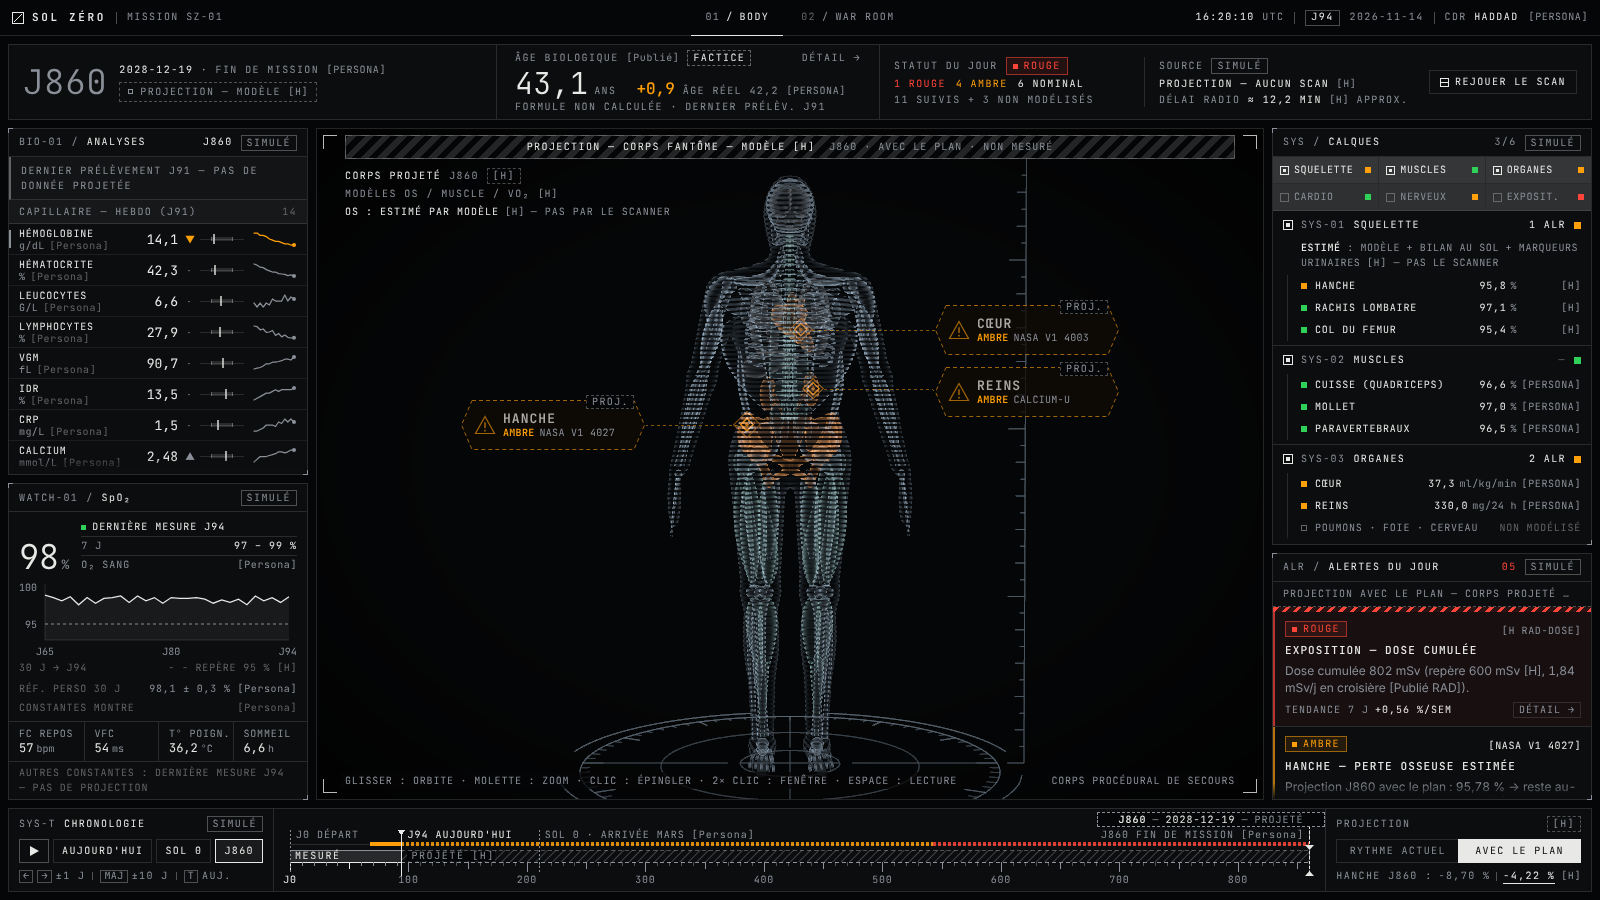 SOL ZÉRO | MISSION SZ-01
01 / BODY
02 / WAR ROOM
16:20:10 UTC | J94 2026-11-14 | CDR HADDAD [PERSONA]
J860
2028-12-19 · FIN DE MISSION [PERSONA]
PROJECTION — MODÈLE [H]
ÂGE BIOLOGIQUE [Publié] FACTICE
DÉTAIL →
43,1 ANS +0,9 ÂGE RÉEL 42,2 [PERSONA]
FORMULE NON CALCULÉE · DERNIER PRÉLÈV. J91
STATUT DU JOUR ROUGE
1 ROUGE 4 AMBRE 6 NOMINAL
11 SUIVIS + 3 NON MODÉLISÉS
SOURCE SIMULÉ
PROJECTION — AUCUN SCAN [H]
DÉLAI RADIO ≈ 12,2 MIN [H] APPROX.
REJOUER LE SCAN
BIO-01 / ANALYSES J860 SIMULÉ
DERNIER PRÉLÈVEMENT J91 — PAS DE
DONNÉE PROJETÉE
CAPILLAIRE — HEBDO (J91) 14
HÉMOGLOBINE
g/dL [Persona] 14,1
HÉMATOCRITE
% [Persona] 42,3
LEUCOCYTES
G/L [Persona] 6,6
LYMPHOCYTES
% [Persona] 27,9
VGM
fL [Persona] 90,7
IDR
% [Persona] 13,5
CRP
mg/L [Persona] 1,5
CALCIUM
mmol/L [Persona] 2,48
WATCH-01 / SpO₂ SIMULÉ
98 %
DERNIÈRE MESURE J94
7 J 97 – 99 %
O₂ SANG [Persona]
100
95
J65 J80 J94
30 J → J94 - - REPÈRE 95 % [H]
RÉF. PERSO 30 J 98,1 ± 0,3 % [Persona]
CONSTANTES MONTRE [Persona]
FC REPOS VFC T° POIGN. SOMMEIL
57 bpm 54 ms 36,2 °C 6,6 h
AUTRES CONSTANTES : DERNIÈRE MESURE J94
— PAS DE PROJECTION
PROJECTION — CORPS FANTÔME — MODÈLE [H] J860 · AVEC LE PLAN · NON MESURÉ
CORPS PROJETÉ J860 [H]
MODÈLES OS / MUSCLE / VO₂ [H]
OS : ESTIMÉ PAR MODÈLE [H] — PAS PAR LE SCANNER
PROJ.
CŒUR
AMBRE NASA V1 4003
PROJ.
REINS
AMBRE CALCIUM-U
PROJ.
HANCHE
AMBRE NASA V1 4027
GLISSER : ORBITE · MOLETTE : ZOOM · CLIC : ÉPINGLER · 2× CLIC : FENÊTRE · ESPACE : LECTURE
CORPS PROCÉDURAL DE SECOURS
SYS / CALQUES 3/6 SIMULÉ
SQUELETTE MUSCLES ORGANES
CARDIO NERVEUX EXPOSIT.
SYS-01 SQUELETTE 1 ALR
ESTIMÉ : MODÈLE + BILAN AU SOL + MARQUEURS
URINAIRES [H] — PAS LE SCANNER
HANCHE 95,8 % [H]
RACHIS LOMBAIRE 97,1 % [H]
COL DU FEMUR 95,4 % [H]
SYS-02 MUSCLES —
CUISSE (QUADRICEPS) 96,6 % [PERSONA]
MOLLET 97,0 % [PERSONA]
PARAVERTEBRAUX 96,5 % [PERSONA]
SYS-03 ORGANES 2 ALR
CŒUR 37,3 ml/kg/min [PERSONA]
REINS 330,0 mg/24 h [PERSONA]
POUMONS · FOIE · CERVEAU NON MODÉLISÉ
ALR / ALERTES DU JOUR 05 SIMULÉ
PROJECTION AVEC LE PLAN — CORPS PROJETÉ …
ROUGE [H RAD-DOSE]
EXPOSITION — DOSE CUMULÉE
Dose cumulée 802 mSv (repère 600 mSv [H], 1,84
mSv/j en croisière [Publié RAD]).
TENDANCE 7 J +0,56 %/SEM DÉTAIL →
AMBRE [NASA V1 4027]
HANCHE — PERTE OSSEUSE ESTIMÉE
Projection J860 avec le plan : 95,78 % → reste au-
SYS-T CHRONOLOGIE SIMULÉ
AUJOURD'HUI SOL 0 J860
← → ±1 J | MAJ ±10 J | T AUJ.
J860 — 2028-12-19 — PROJETÉ
J0 DÉPART J94 AUJOURD'HUI SOL 0 · ARRIVÉE MARS [Persona] J860 FIN DE MISSION [Persona]
MESURÉ PROJETÉ [H]
J0 100 200 300 400 500 600 700 800
PROJECTION [H]
RYTHME ACTUEL AVEC LE PLAN
HANCHE J860 : -8,70 % | -4,22 % [H]